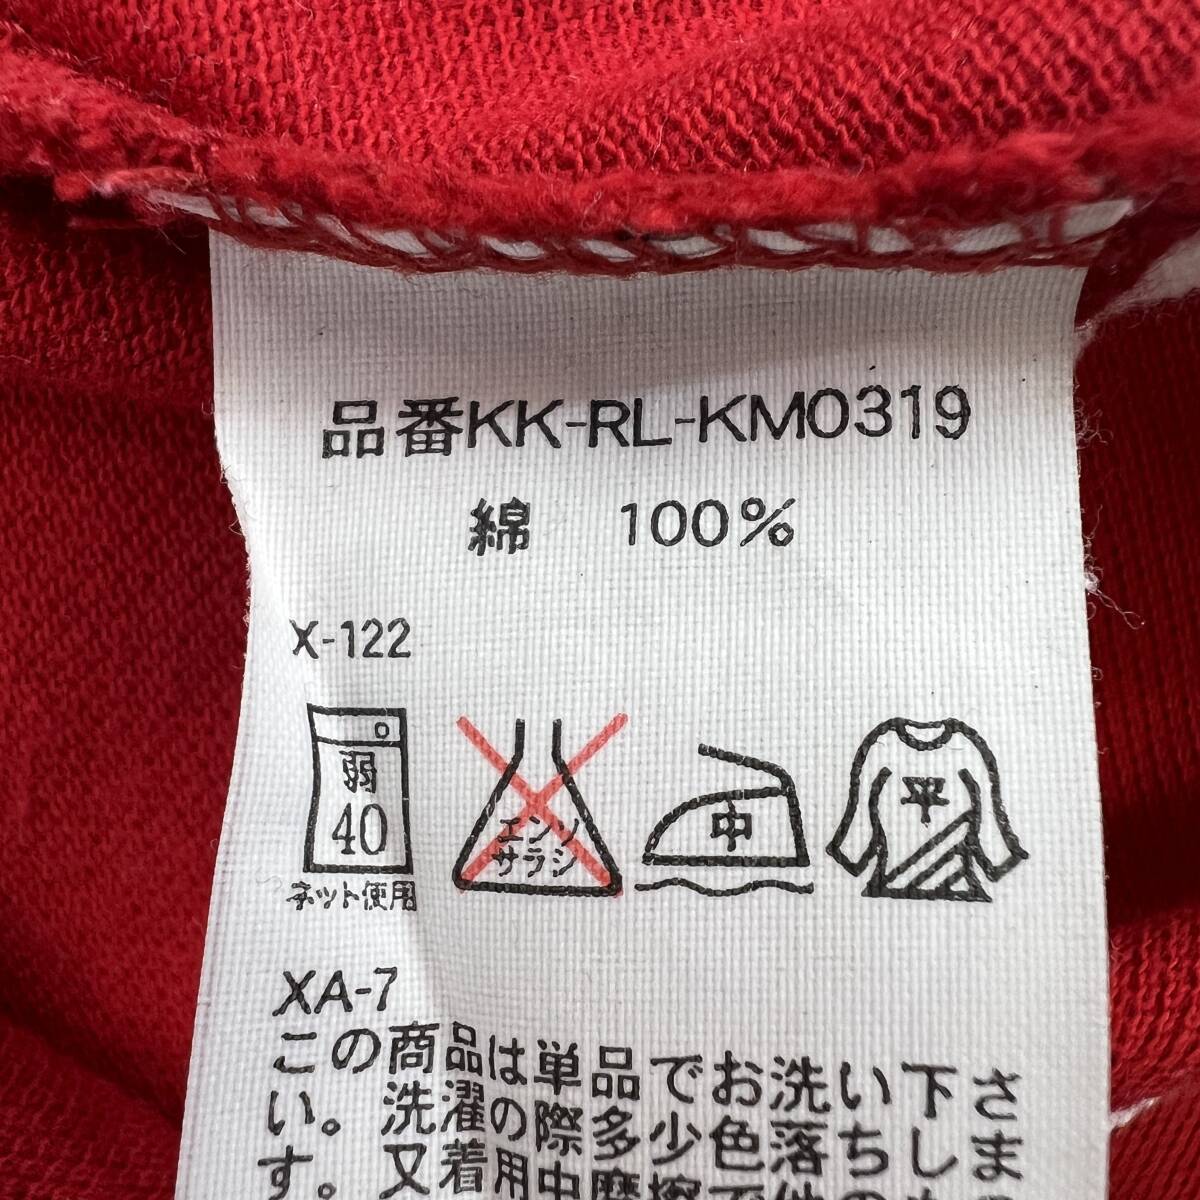 品番KK-RL-KM0319
綿 100%
X-122
弱
40
ネット使用
エンソ
サラシ
中
平
XA-7
この商品は単品でお洗い下さ
い。洗濯の際多少色落ちしま
す。又着用中摩擦で他の